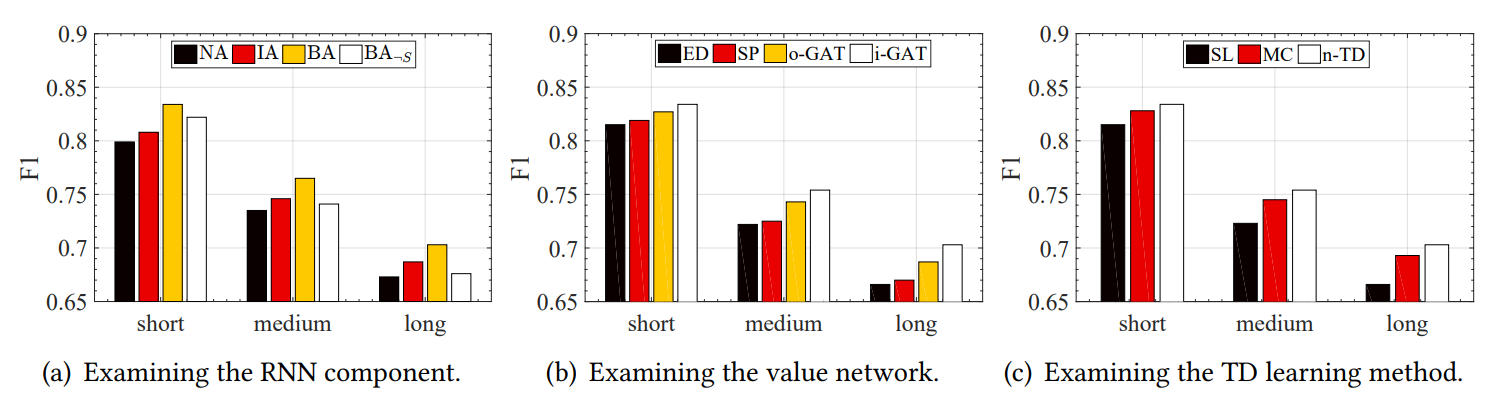 0.9
0.85
0.8
0.75
0.7
0.65
F1
NA IA BA BA¬S
short medium long
(a) Examining the RNN component.
0.9
0.85
0.8
0.75
0.7
0.65
F1
ED SP o-GAT i-GAT
short medium long
(b) Examining the value network.
0.9
0.85
0.8
0.75
0.7
0.65
F1
SL MC n-TD
short medium long
(c) Examining the TD learning method.